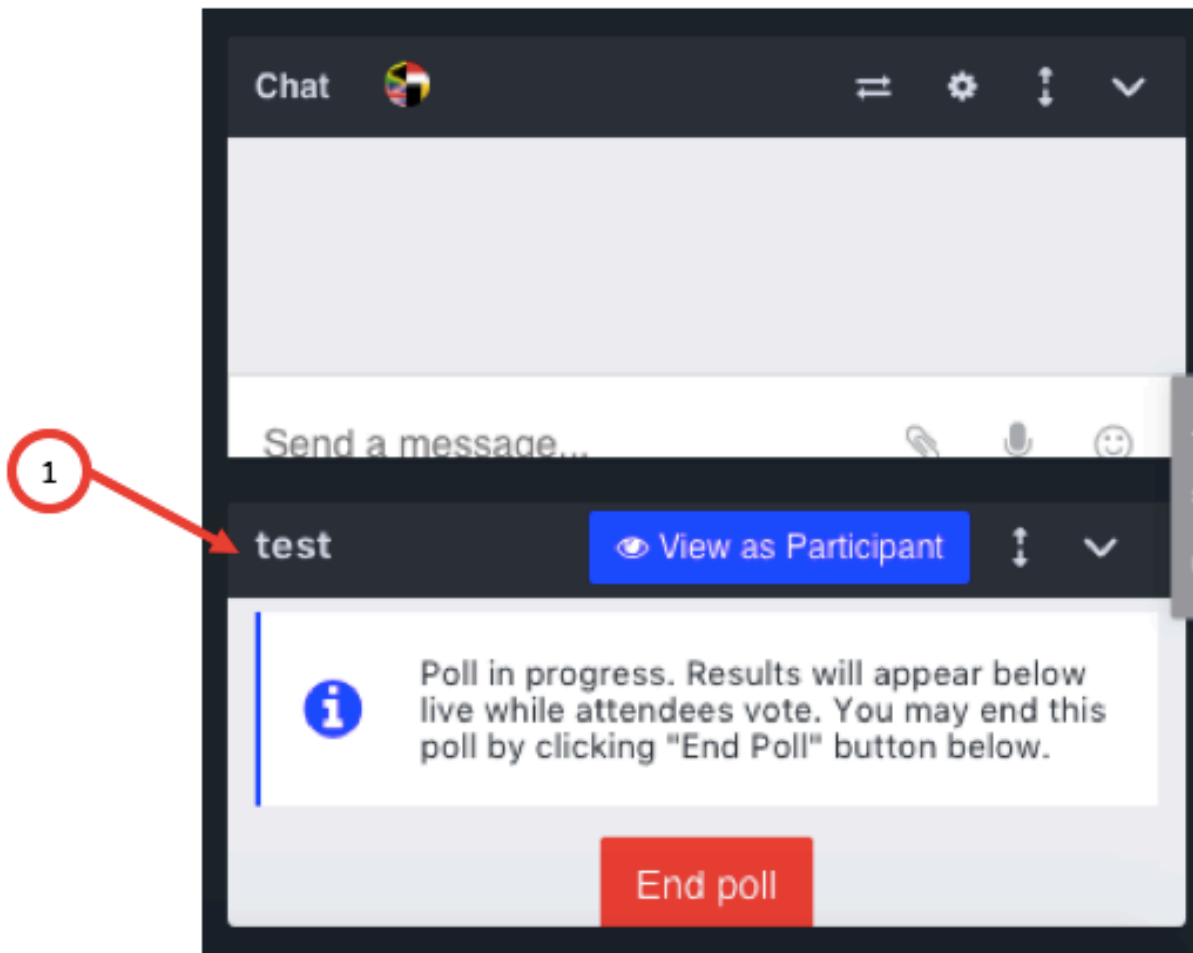 Chat
Send a message...
1
test
View as Participant
Poll in progress. Results will appear below
live while attendees vote. You may end this
poll by clicking "End Poll" button below.
End poll